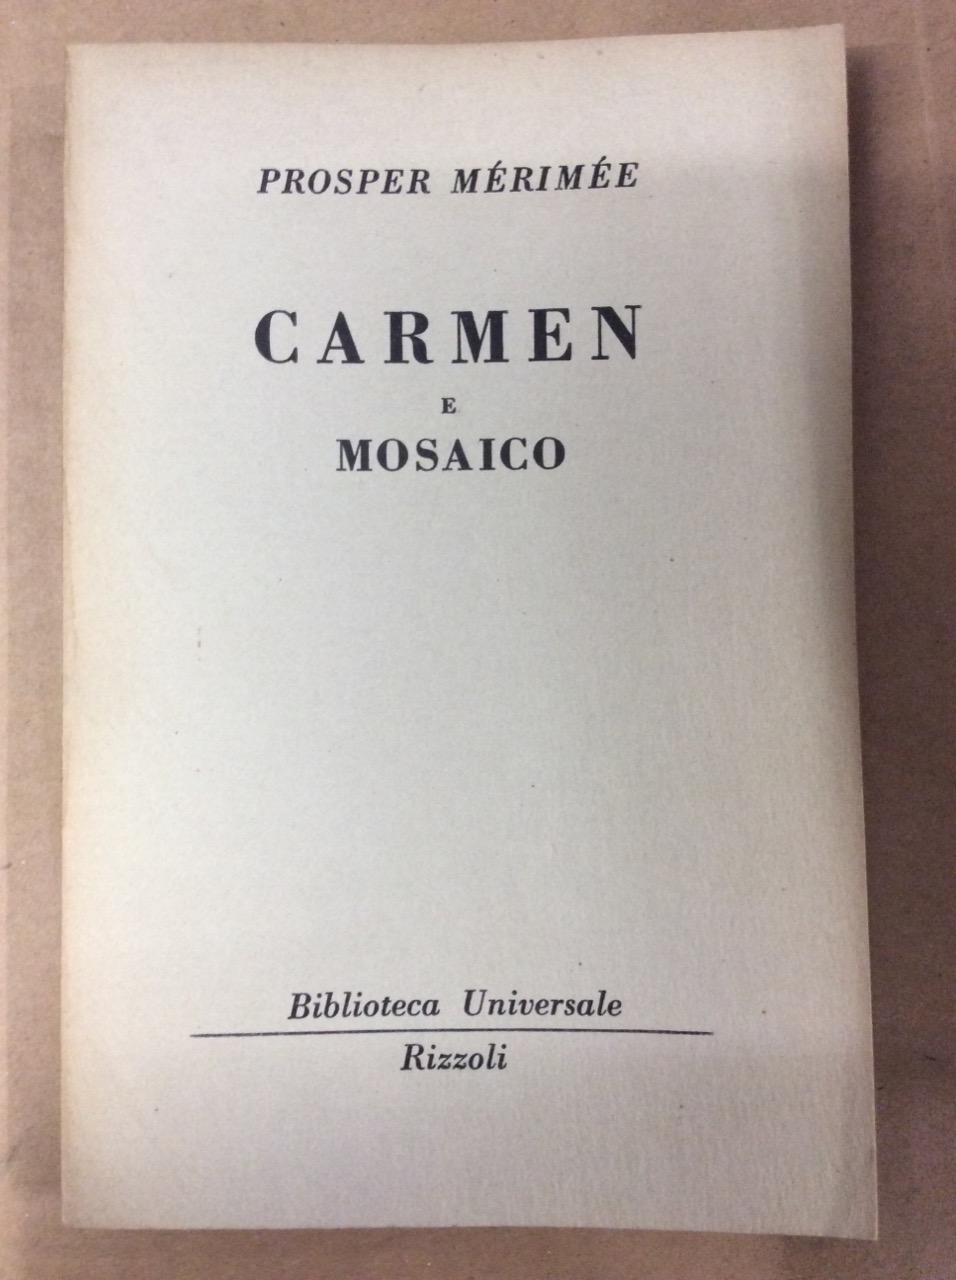 PROSPER MÉRIMÉE
CARMEN
E
MOSAICO
Biblioteca Universale
Rizzoli